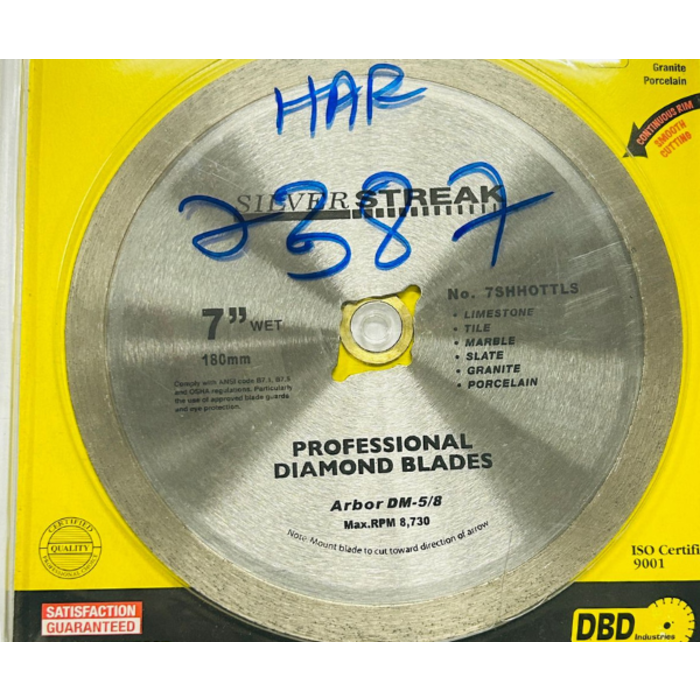 Granite
Porcelain
CONTINUOUS RIM
SMOOTH
CUTTING
HAR
2387
SILVER STREAK
7" WET
180mm
Comply with ANSI code B7.1, B7.5
and OSHA regulations. Particularly
the use of approved blade guards
and eye protection.
No. 7SHHOTTLS
• LIMESTONE
• TILE
• MARBLE
• SLATE
• GRANITE
• PORCELAIN
PROFESSIONAL
DIAMOND BLADES
Arbor DM-5/8
Max.RPM 8,730
Note-Mount blade to cut toward direction of arrow
CERTIFIED
QUALITY
ISO Certifi
9001
SATISFACTION
GUARANTEED
DBD
Industries